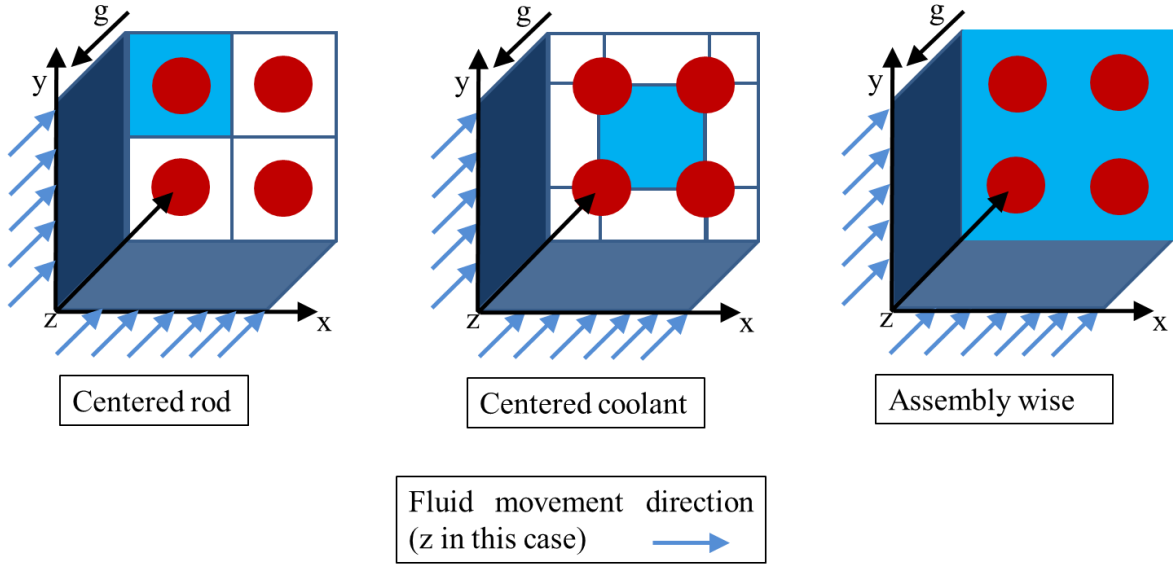 g
y
z
x
Centered rod
g
y
z
x
Centered coolant
g
y
z
x
Assembly wise
Fluid movement direction
(z in this case)